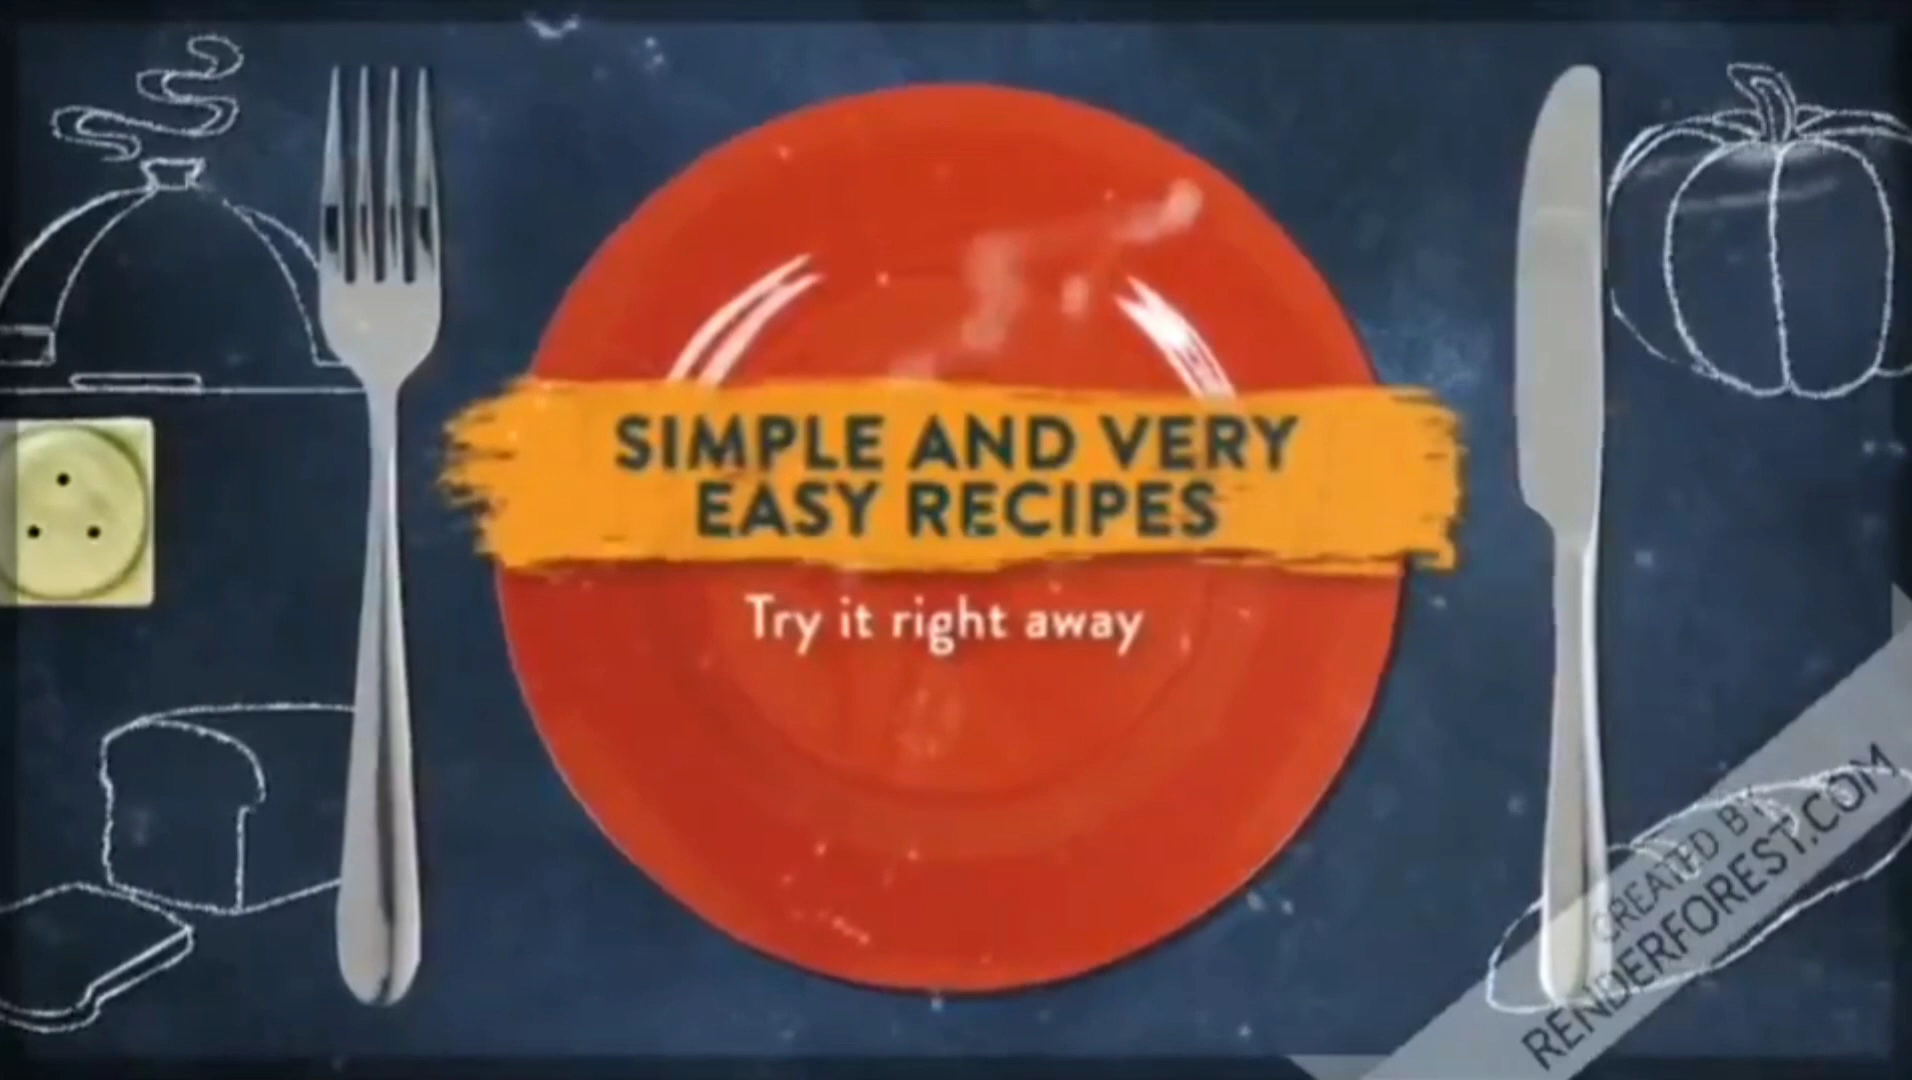 SIMPLE AND VERY
EASY RECIPES
Try it right away
CREATED BY
RENDERFOREST.COM